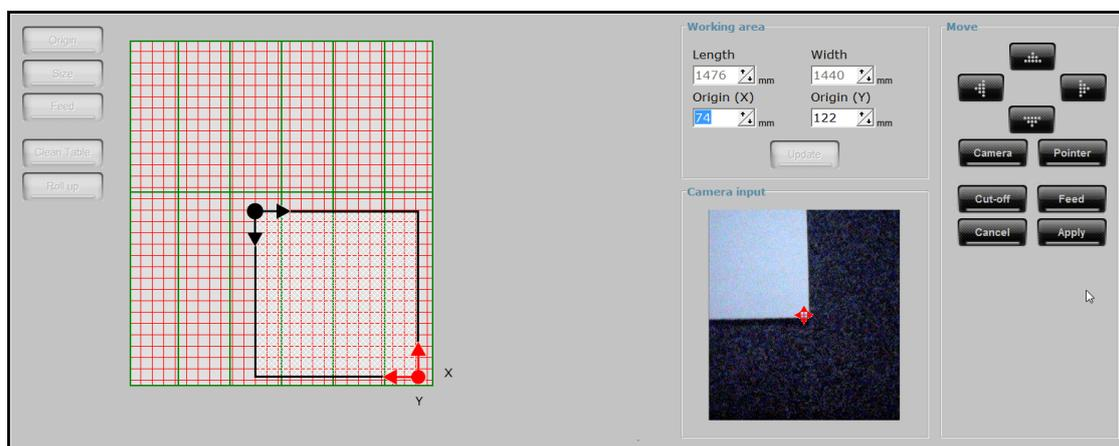 Origin
Size
Feed
Clean Table
Roll up
X
Y
Working area
Length
Width
1476 mm
1440 mm
Origin (X)
Origin (Y)
74 mm
122 mm
Update
Camera input
Move
Camera
Pointer
Cut-off
Feed
Cancel
Apply